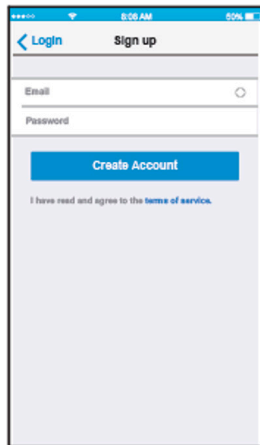 8:08 AM 50%
Login Sign up
Email
Password
Create Account
I have read and agree to the terms of service.